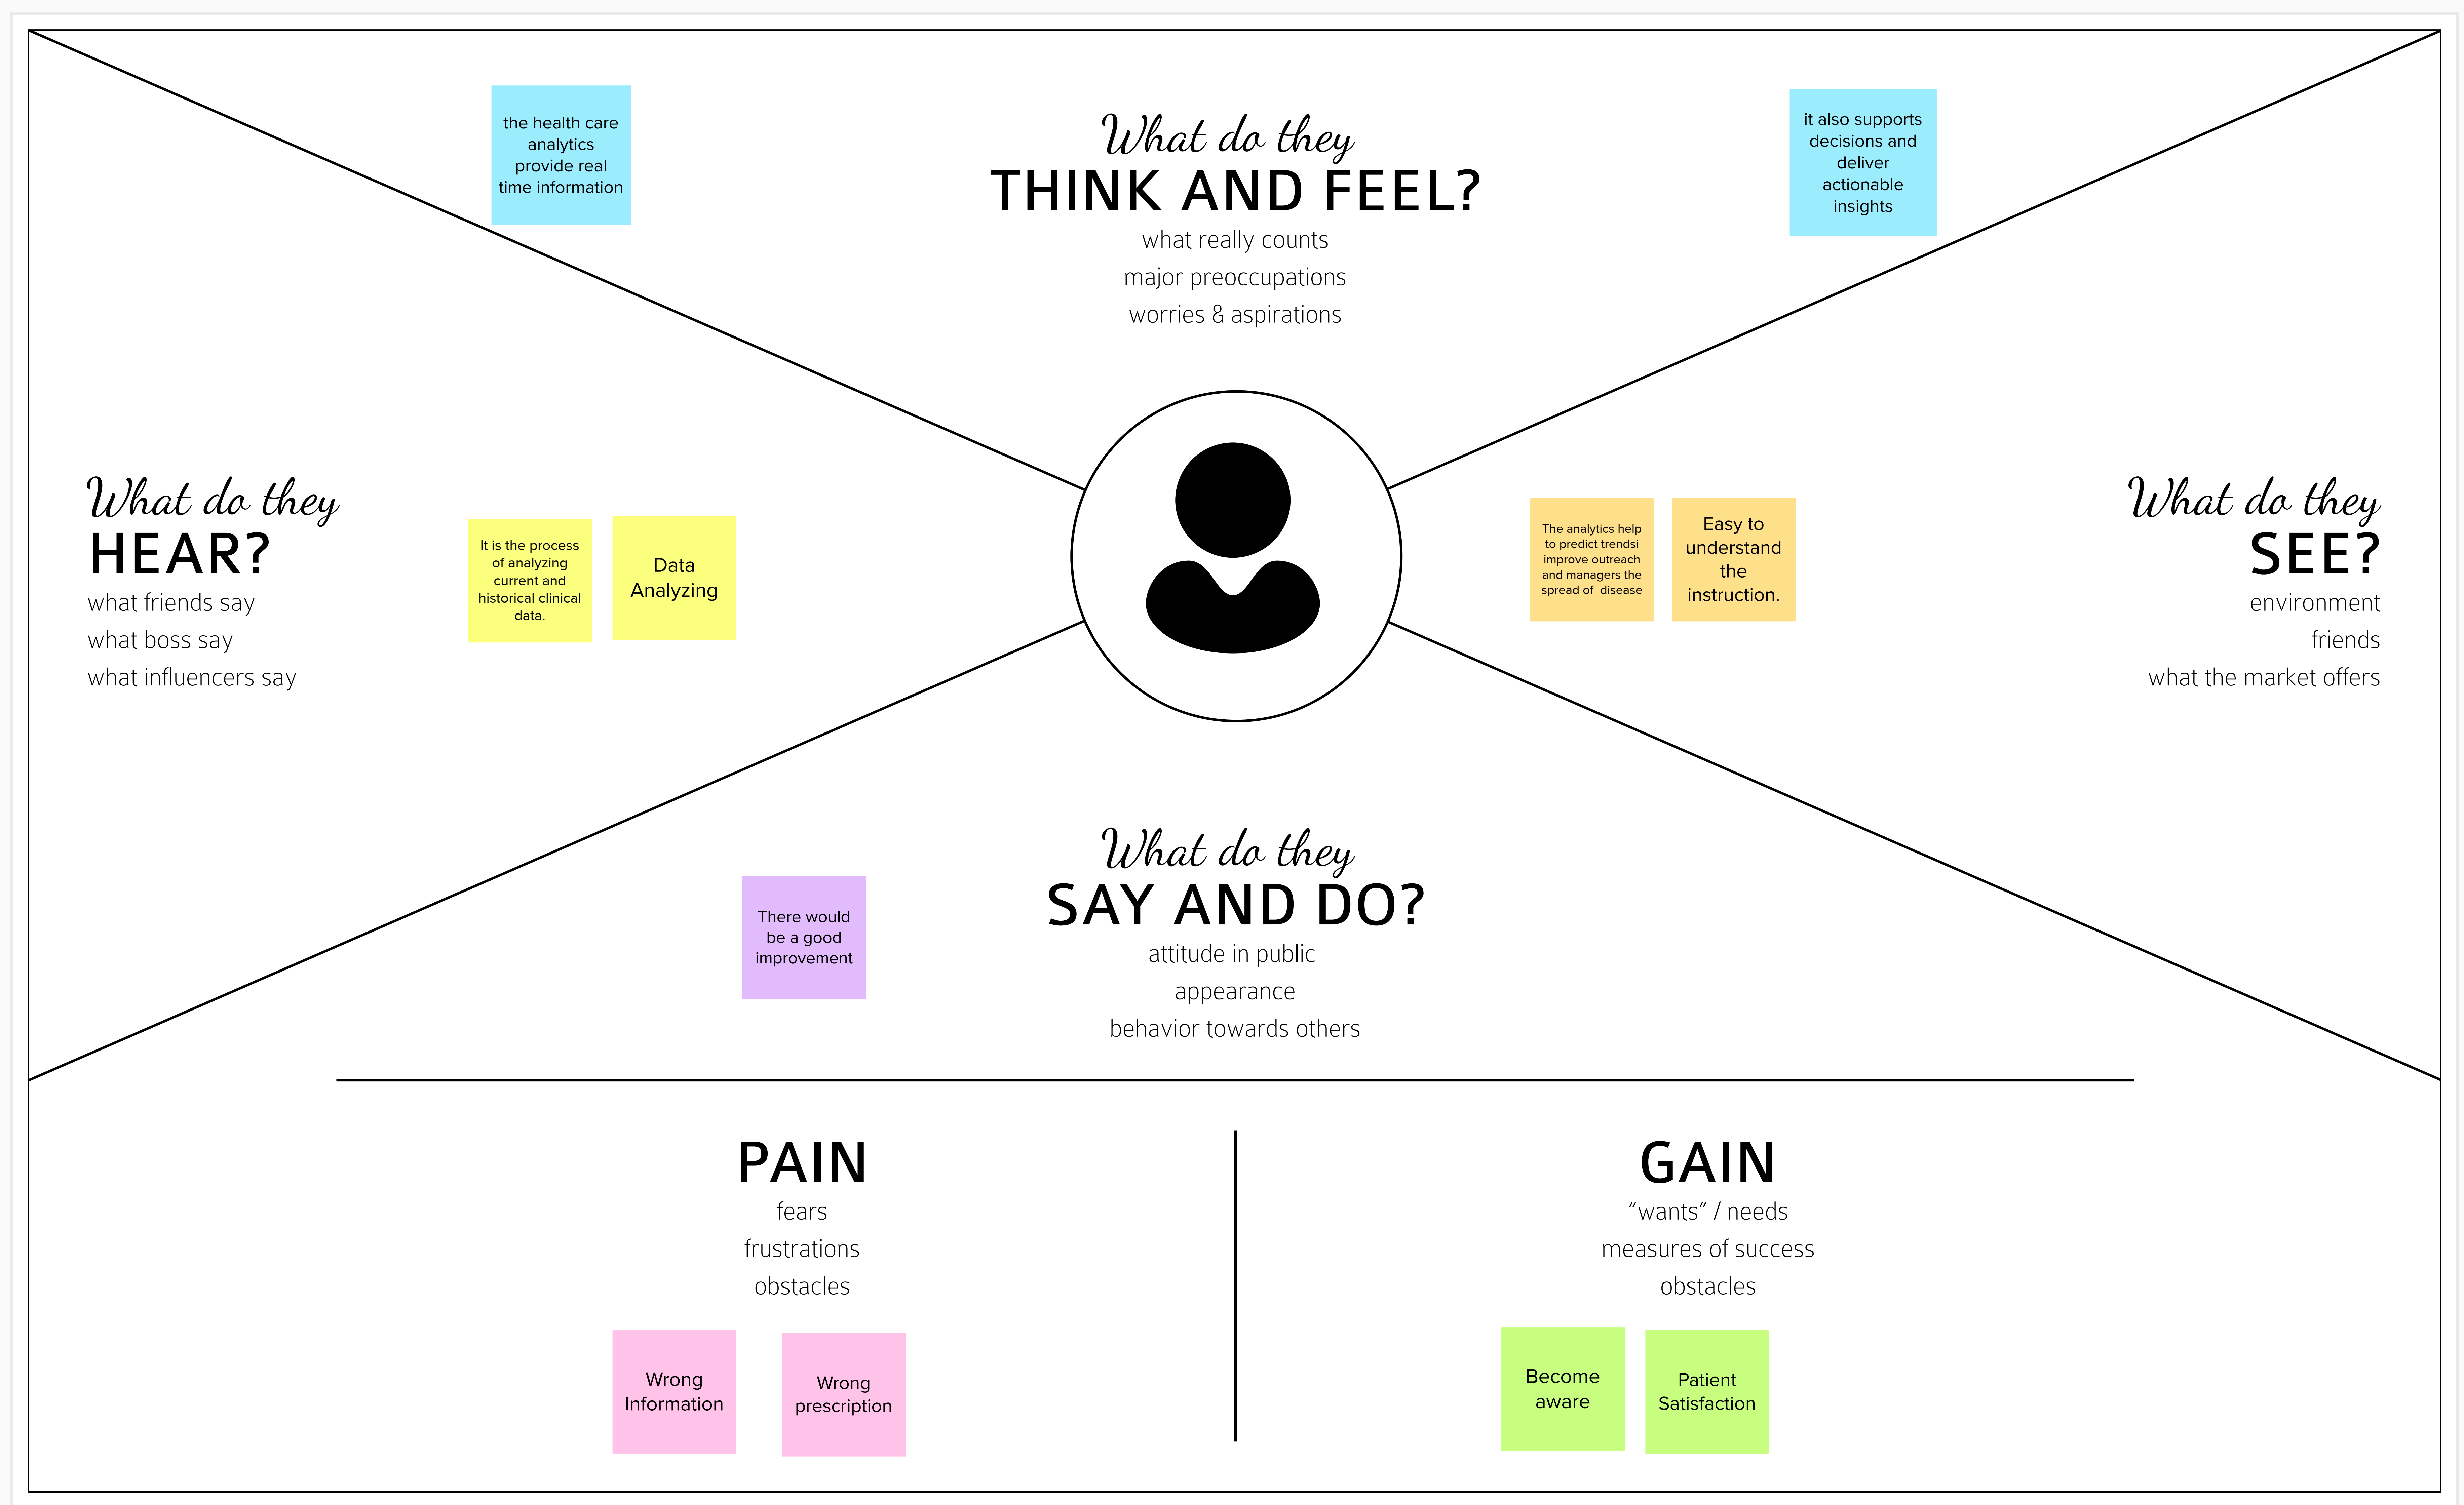 the health care
analytics
provide real
time information
What do they
THINK AND FEEL?
what really counts
major preoccupations
worries & aspirations
it also supports
decisions and
deliver
actionable
insights
What do they
HEAR?
what friends say
what boss say
what influencers say
It is the process
of analyzing
current and
historical clinical
data.
Data
Analyzing
The analytics help
to predict trendsi
improve outreach
and managers the
spread of disease
Easy to
understand
the
instruction.
What do they
SEE?
environment
friends
what the market offers
There would
be a good
improvement
What do they
SAY AND DO?
attitude in public
appearance
behavior towards others
PAIN
fears
frustrations
obstacles
Wrong
Information
Wrong
prescription
GAIN
“wants” / needs
measures of success
obstacles
Become
aware
Patient
Satisfaction